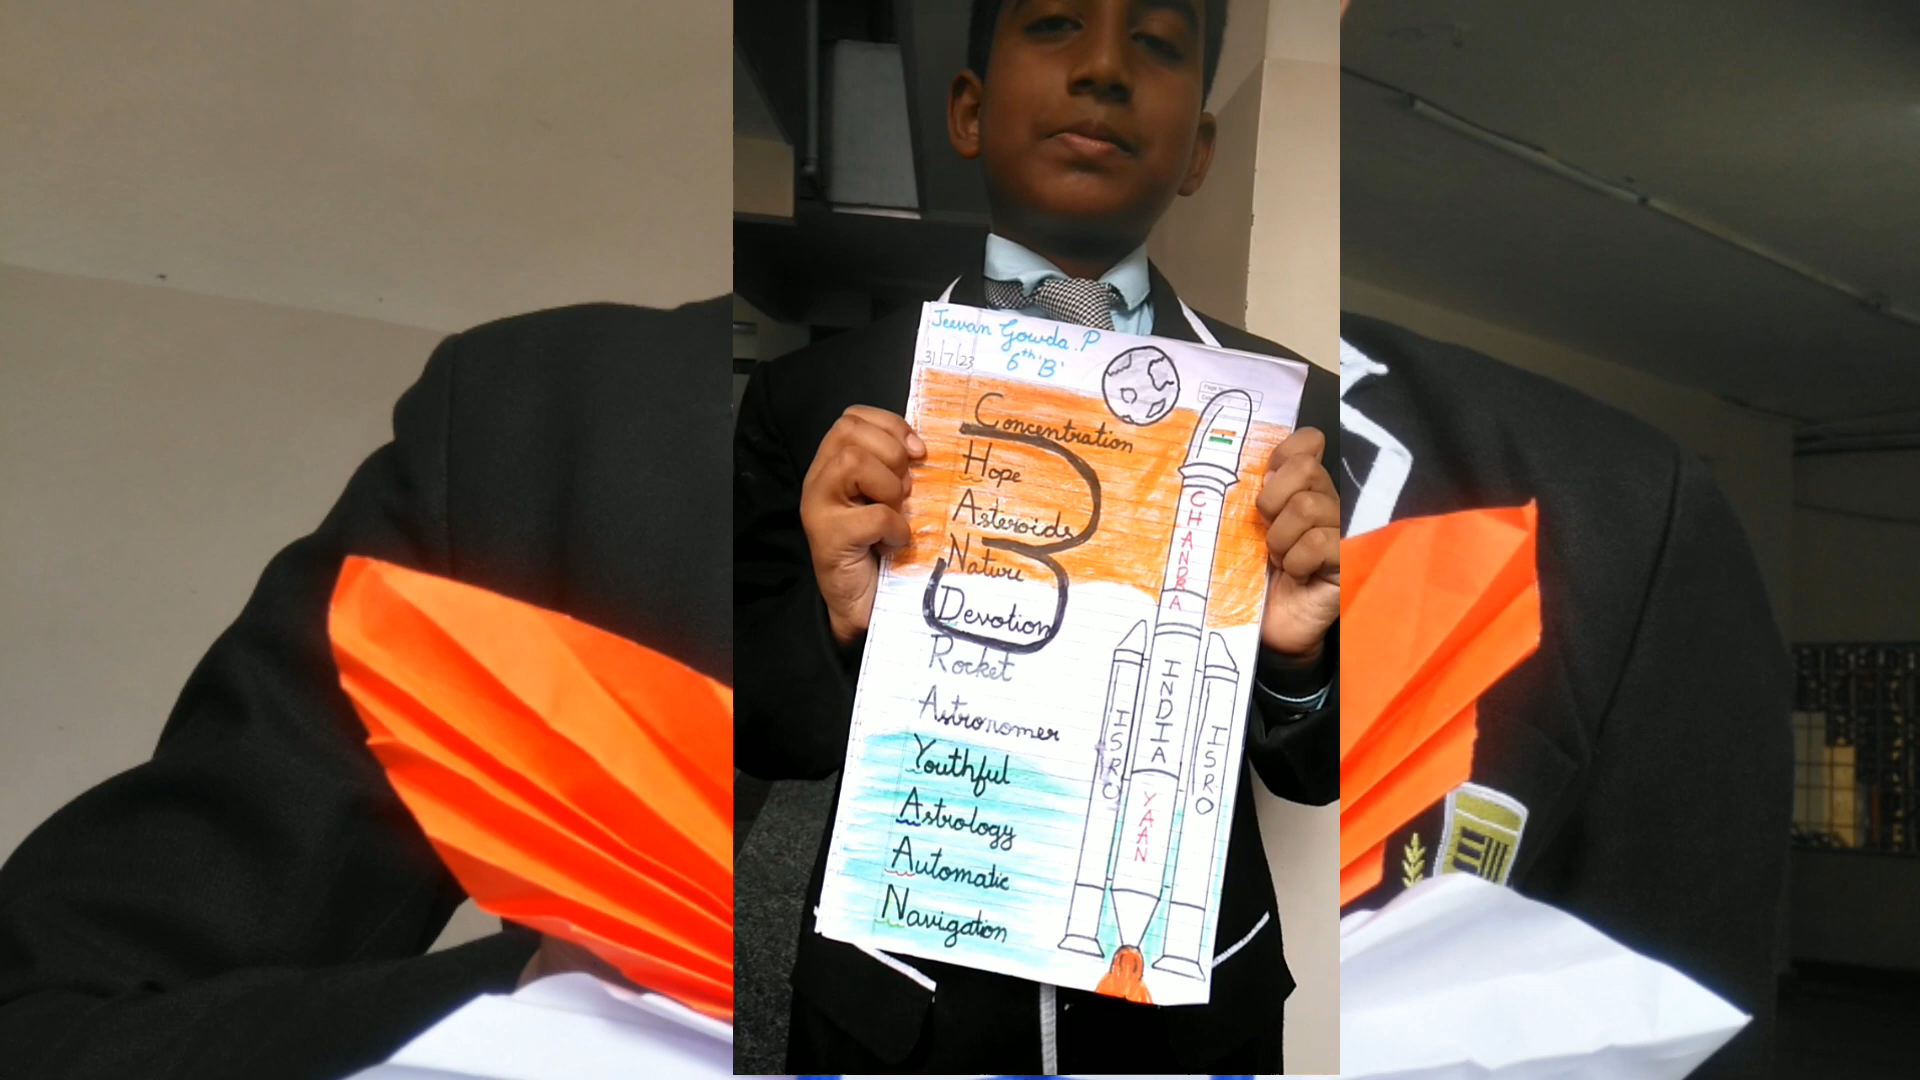 Jeevan Gowda.P
31/7/23
6th 'B'
Concentration
Hope
Asteroids
Nature
Devotion
Rocket
Astronomer
Youthful
Astrology
Automatic
Navigation
3
CHANDRA
INDIA
YAAN
ISRO
ISRO